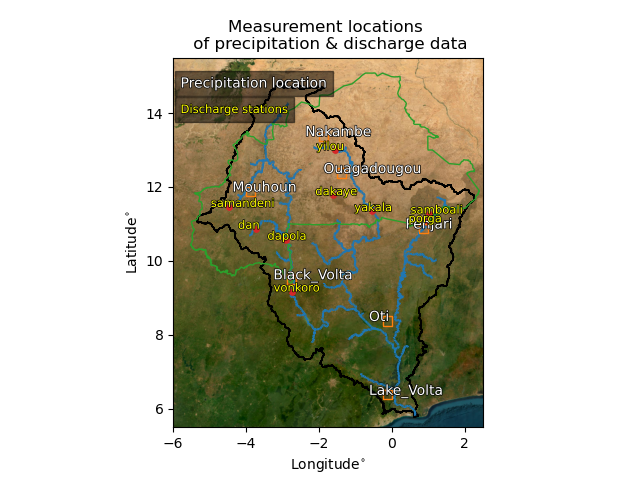 Measurement locations
of precipitation & discharge data
Precipitation location
Discharge stations
Nakambe
yilou
Ouagadougou
Mouhoun
dakaye
samandeni
yakala
samboali
porga
Penjari
dan
dapola
Black_Volta
vonkoro
Oti
Lake_Volta
Latitude°
14
12
10
8
6
−6
−4
−2
0
2
Longitude°